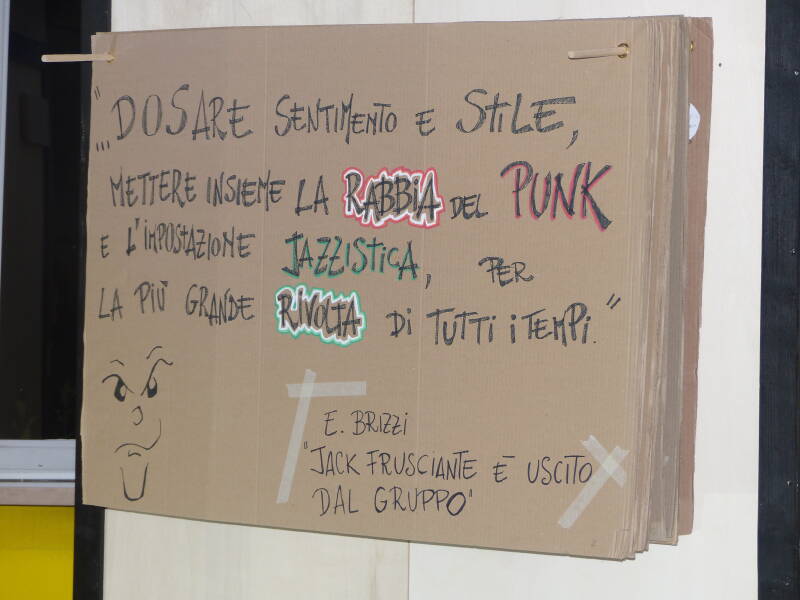 "...DOSARE SENTIMENTO E STILE,
METTERE INSIEME LA RABBIA DEL PUNK
E L'IMPOSTAZIONE JAZZISTICA, PER
LA PIÙ GRANDE RIVOLTA DI TUTTI I TEMPI."
E. BRIZZI
"JACK FRUSCIANTE È USCITO
DAL GRUPPO"